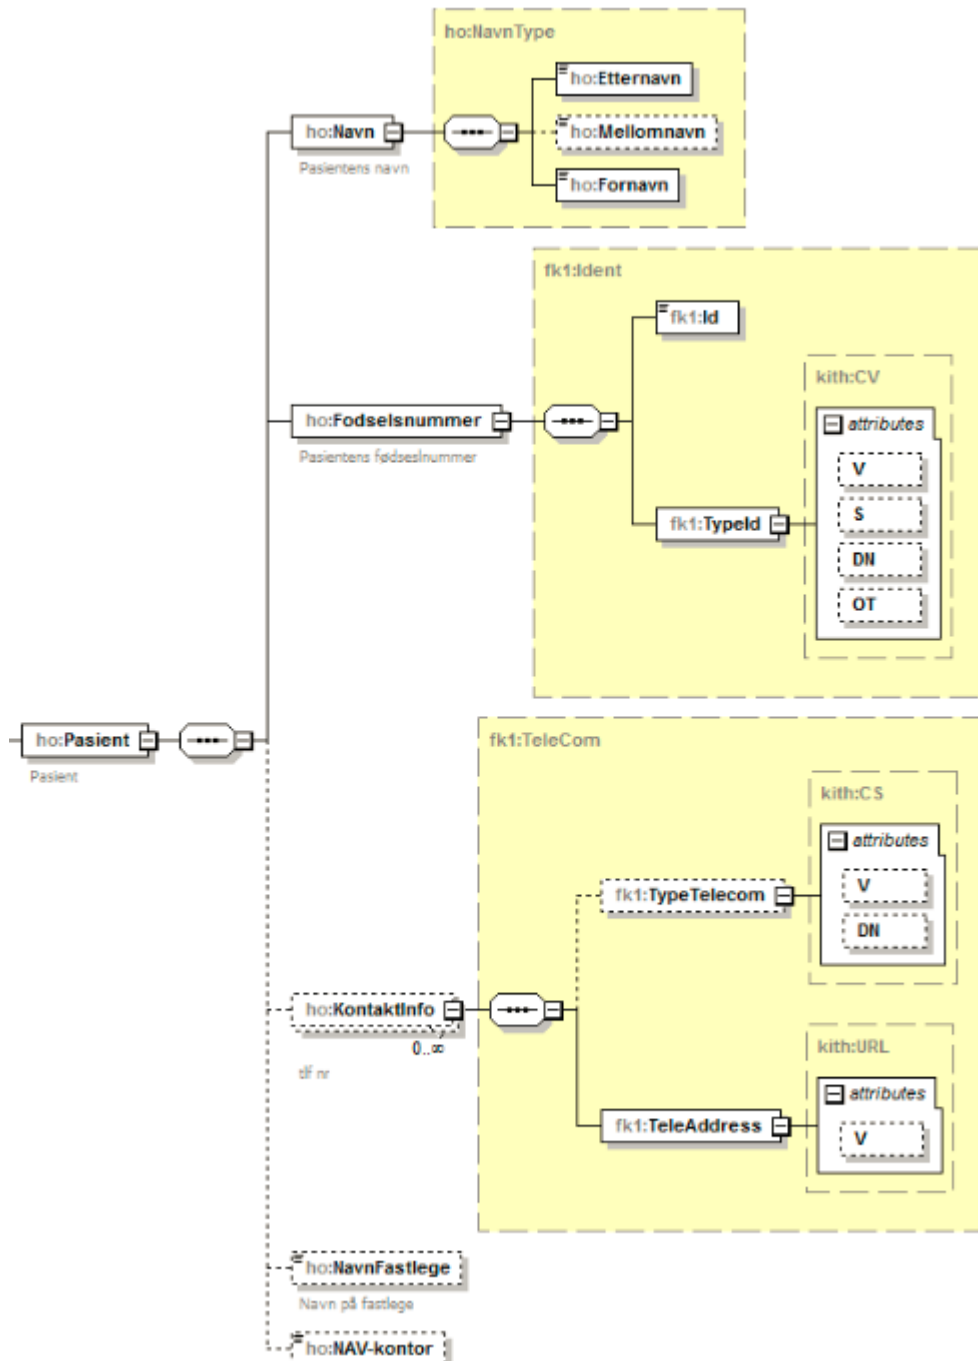 ho:NavnType
ho:Etternavn
ho:Navn
ho:Mellomnavn
Pasientens navn
ho:Fornavn
fk1:Ident
fk1:Id
kith:CV
attributes
ho:Fodselsnummer
V
Pasientens fødseslnummer
S
fk1:TypeId
DN
OT
ho:Pasient
Pasient
fk1:TeleCom
kith:CS
attributes
fk1:TypeTelecom
V
DN
ho:KontaktInfo
0..∞
tlf nr
kith:URL
attributes
fk1:TeleAddress
V
ho:NavnFastlege
Navn på fastlege
ho:NAV-kontor